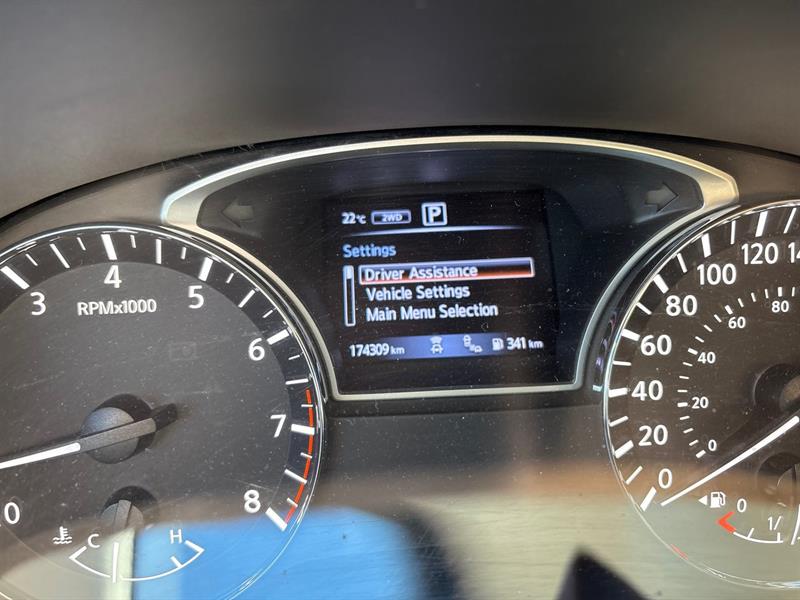 22°C 2WD P
Settings
Driver Assistance
Vehicle Settings
Main Menu Selection
174309 km 341 km
3
4
5
6
7
8
0
RPMx1000
C H
0
20
40
60
80
100
120
14
0
20
40
60
80
0
1/